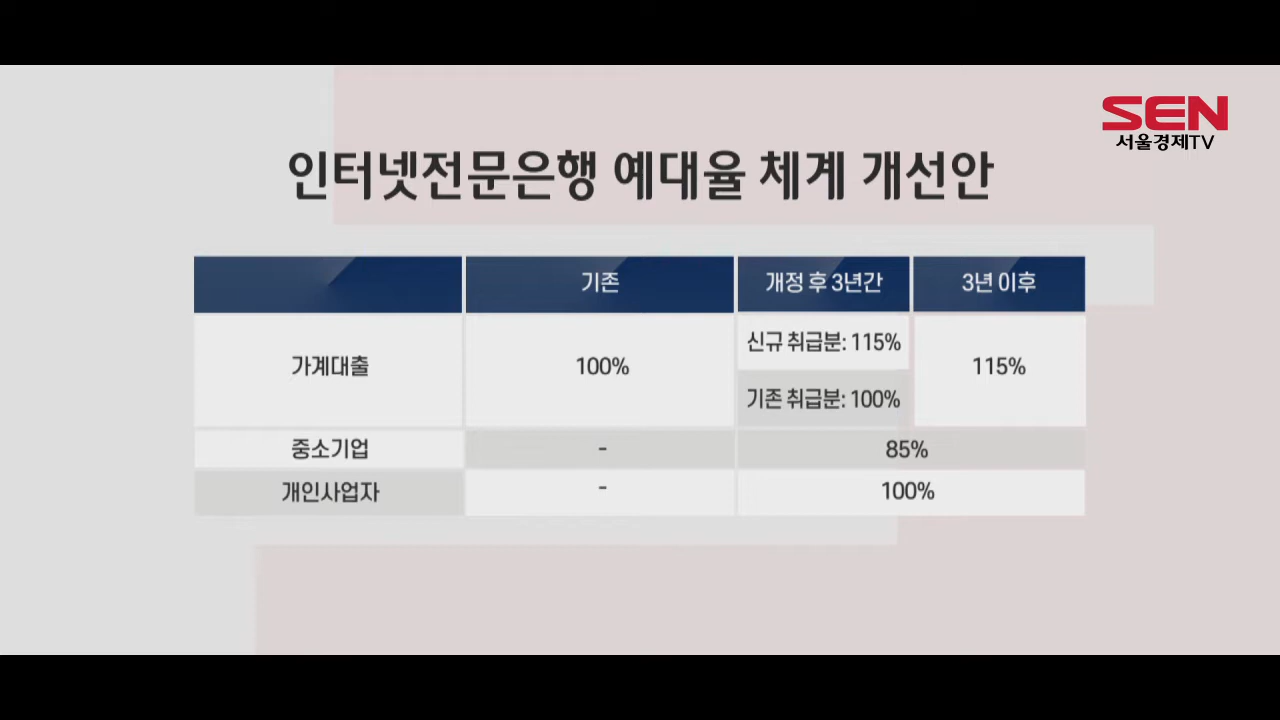 SEN
서울경제TV
인터넷전문은행 예대율 체계 개선안
기존 개정 후 3년간 3년 이후
가계대출 100% 신규 취급분: 115% 115%
기존 취급분: 100%
중소기업 - 85%
개인사업자 - 100%